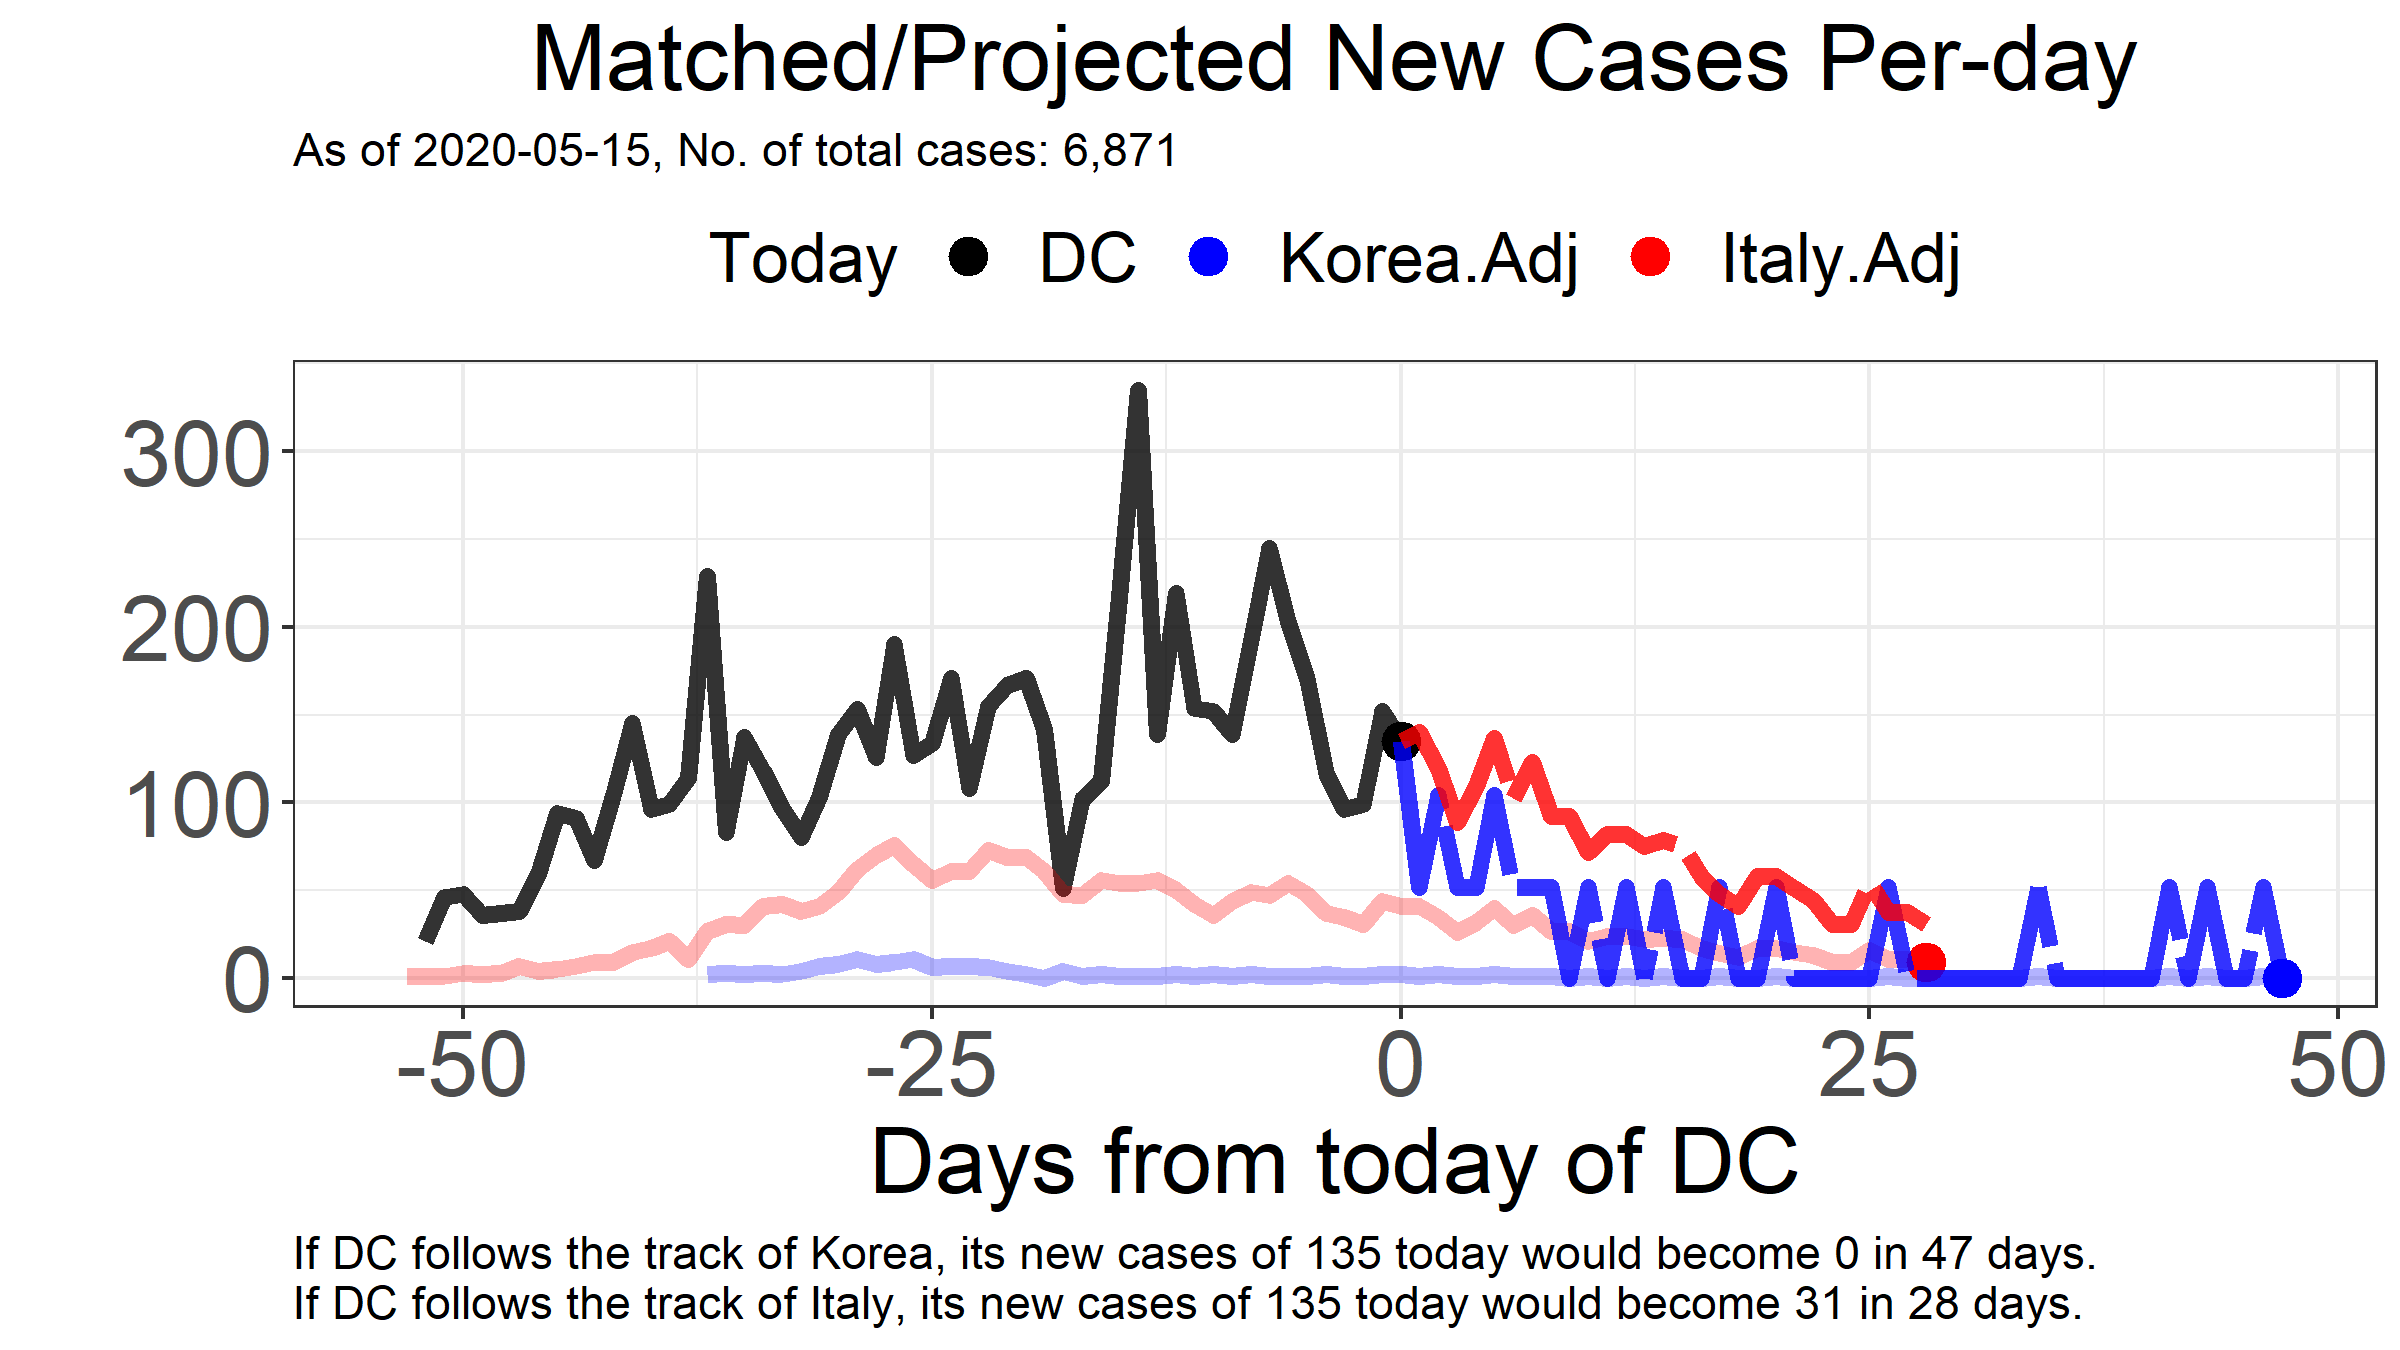 Matched/Projected New Cases Per-day
As of 2020-05-15, No. of total cases: 6,871
Today DC Korea.Adj Italy.Adj
300
200
100
0
-50 -25 0 25 50
Days from today of DC
If DC follows the track of Korea, its new cases of 135 today would become 0 in 47 days.
If DC follows the track of Italy, its new cases of 135 today would become 31 in 28 days.